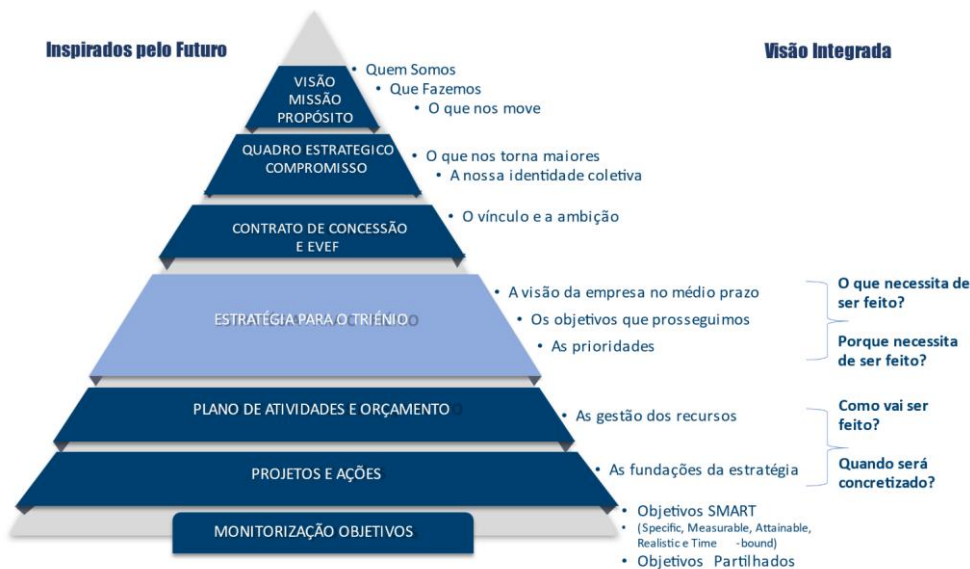 Inspirados pelo Futuro
Visão Integrada
VISÃO
MISSÃO
PROPÓSITO
• Quem Somos
• Que Fazemos
• O que nos move
QUADRO ESTRATEGICO
COMPROMISSO
• O que nos torna maiores
• A nossa identidade coletiva
CONTRATO DE CONCESSÃO
E EVEF
• O vínculo e a ambição
ESTRATÉGIA PARA O TRIÉNIO
• A visão da empresa no médio prazo
• Os objetivos que prosseguimos
• As prioridades
O que necessita de
ser feito?
Porque necessita
de ser feito?
PLANO DE ATIVIDADES E ORÇAMENTO
• As gestão dos recursos
Como vai ser
feito?
PROJETOS E AÇÕES
• As fundações da estratégia
Quando será
concretizado?
MONITORIZAÇÃO OBJETIVOS
• Objetivos SMART
• (Specific, Measurable, Attainable,
Realistic e Time -bound)
• Objetivos Partilhados